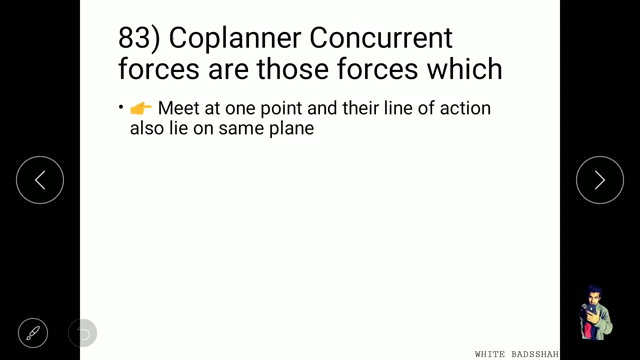 83) Coplanner Concurrent
forces are those forces which
• 👉 Meet at one point and their line of action
also lie on same plane
WHITE BADSSHAH